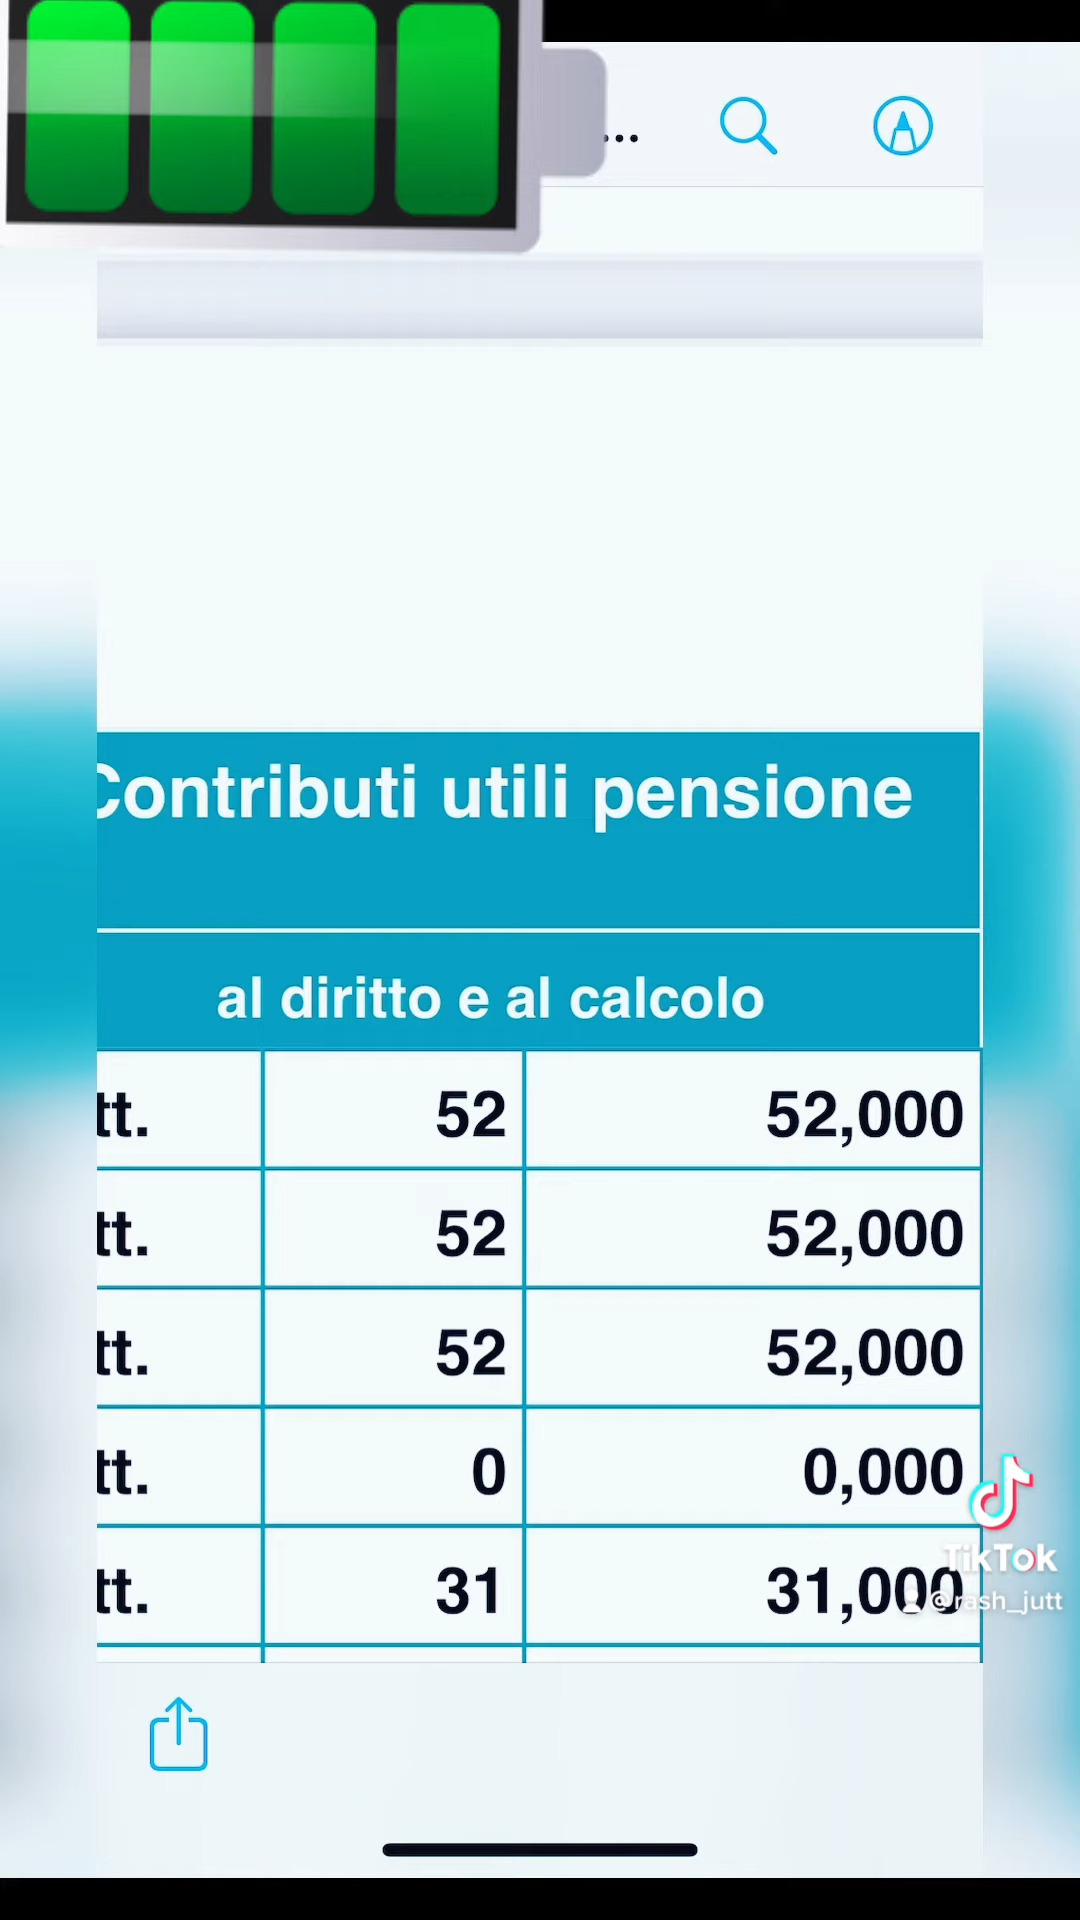 ...
Contributi utili pensione
al diritto e al calcolo
tt. 52 52,000
tt. 52 52,000
tt. 52 52,000
tt. 0 0,000
tt. 31 31,000
TikTok
@rash_jutt